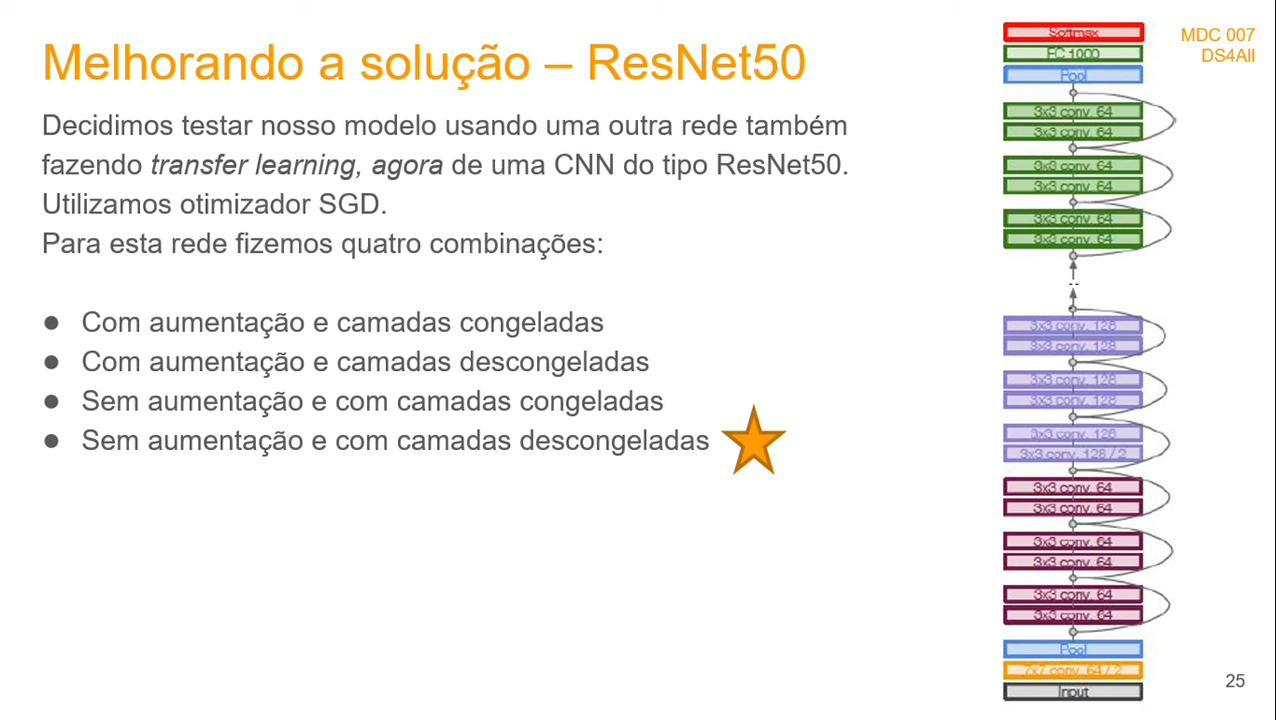 Melhorando a solução – ResNet50
MDC 007
DS4All
Decidimos testar nosso modelo usando uma outra rede também
fazendo transfer learning, agora de uma CNN do tipo ResNet50.
Utilizamos otimizador SGD.
Para esta rede fizemos quatro combinações:
● Com aumentação e camadas congeladas
● Com aumentação e camadas descongeladas
● Sem aumentação e com camadas congeladas
● Sem aumentação e com camadas descongeladas
Softmax
FC 1000
Pool
3x3 conv, 64
3x3 conv, 64
3x3 conv, 64
3x3 conv, 64
3x3 conv, 64
3x3 conv, 64
3x3 conv, 128
3x3 conv, 128
3x3 conv, 128
3x3 conv, 128
3x3 conv, 128
3x3 conv, 128 / 2
3x3 conv, 64
3x3 conv, 64
3x3 conv, 64
3x3 conv, 64
3x3 conv, 64
3x3 conv, 64
Pool
7x7 conv, 64 / 2
Input
25